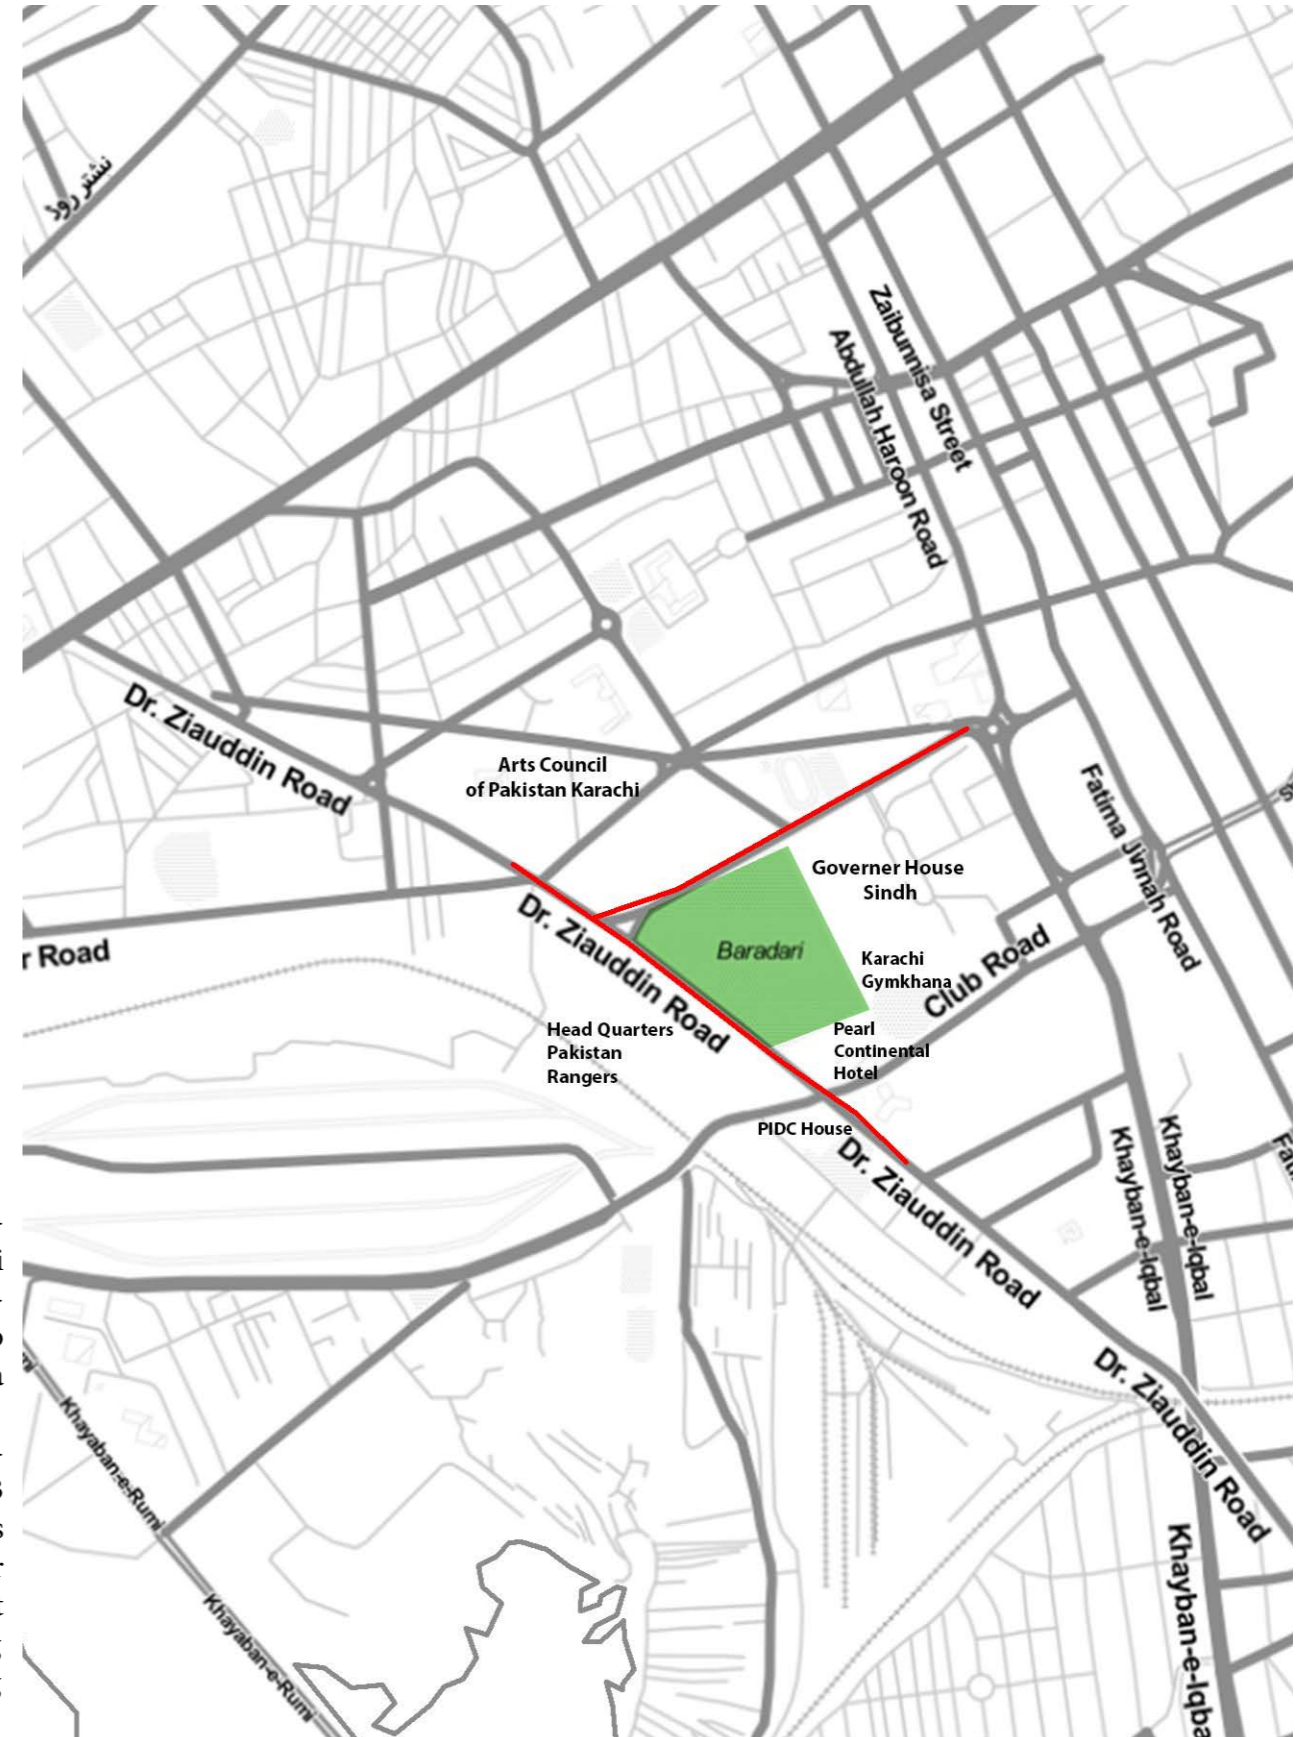 نشتر روڈ
Zaibunnisa Street
Abdullah Haroon Road
Dr. Ziauddin Road
Arts Council
of Pakistan Karachi
Fatima Jinnah Road
Governer House
Sindh
Dr. Ziauddin Road
Baradari
Karachi
Gymkhana
Club Road
r Road
Head Quarters
Pakistan
Rangers
Pearl
Continental
Hotel
PIDC House
Dr. Ziauddin Road
Khayban-e-Iqbal
Khayban-e-Iqbal
Dr. Ziauddin Road
Khayaban-e-Rumi
Khayaban-e-Rumi
Khayban-e-Iqba